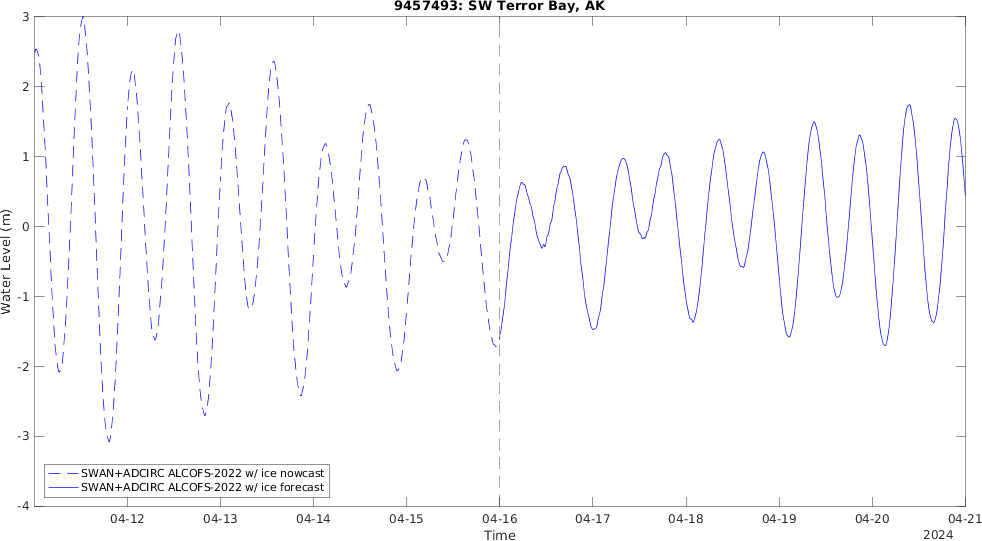 9457493: SW Terror Bay, AK
3
2
1
0
-1
-2
-3
-4
Water Level (m)
SWAN+ADCIRC ALCOFS-2022 w/ ice nowcast
SWAN+ADCIRC ALCOFS-2022 w/ ice forecast
04-12 04-13 04-14 04-15 04-16 04-17 04-18 04-19 04-20 04-21
Time
2024